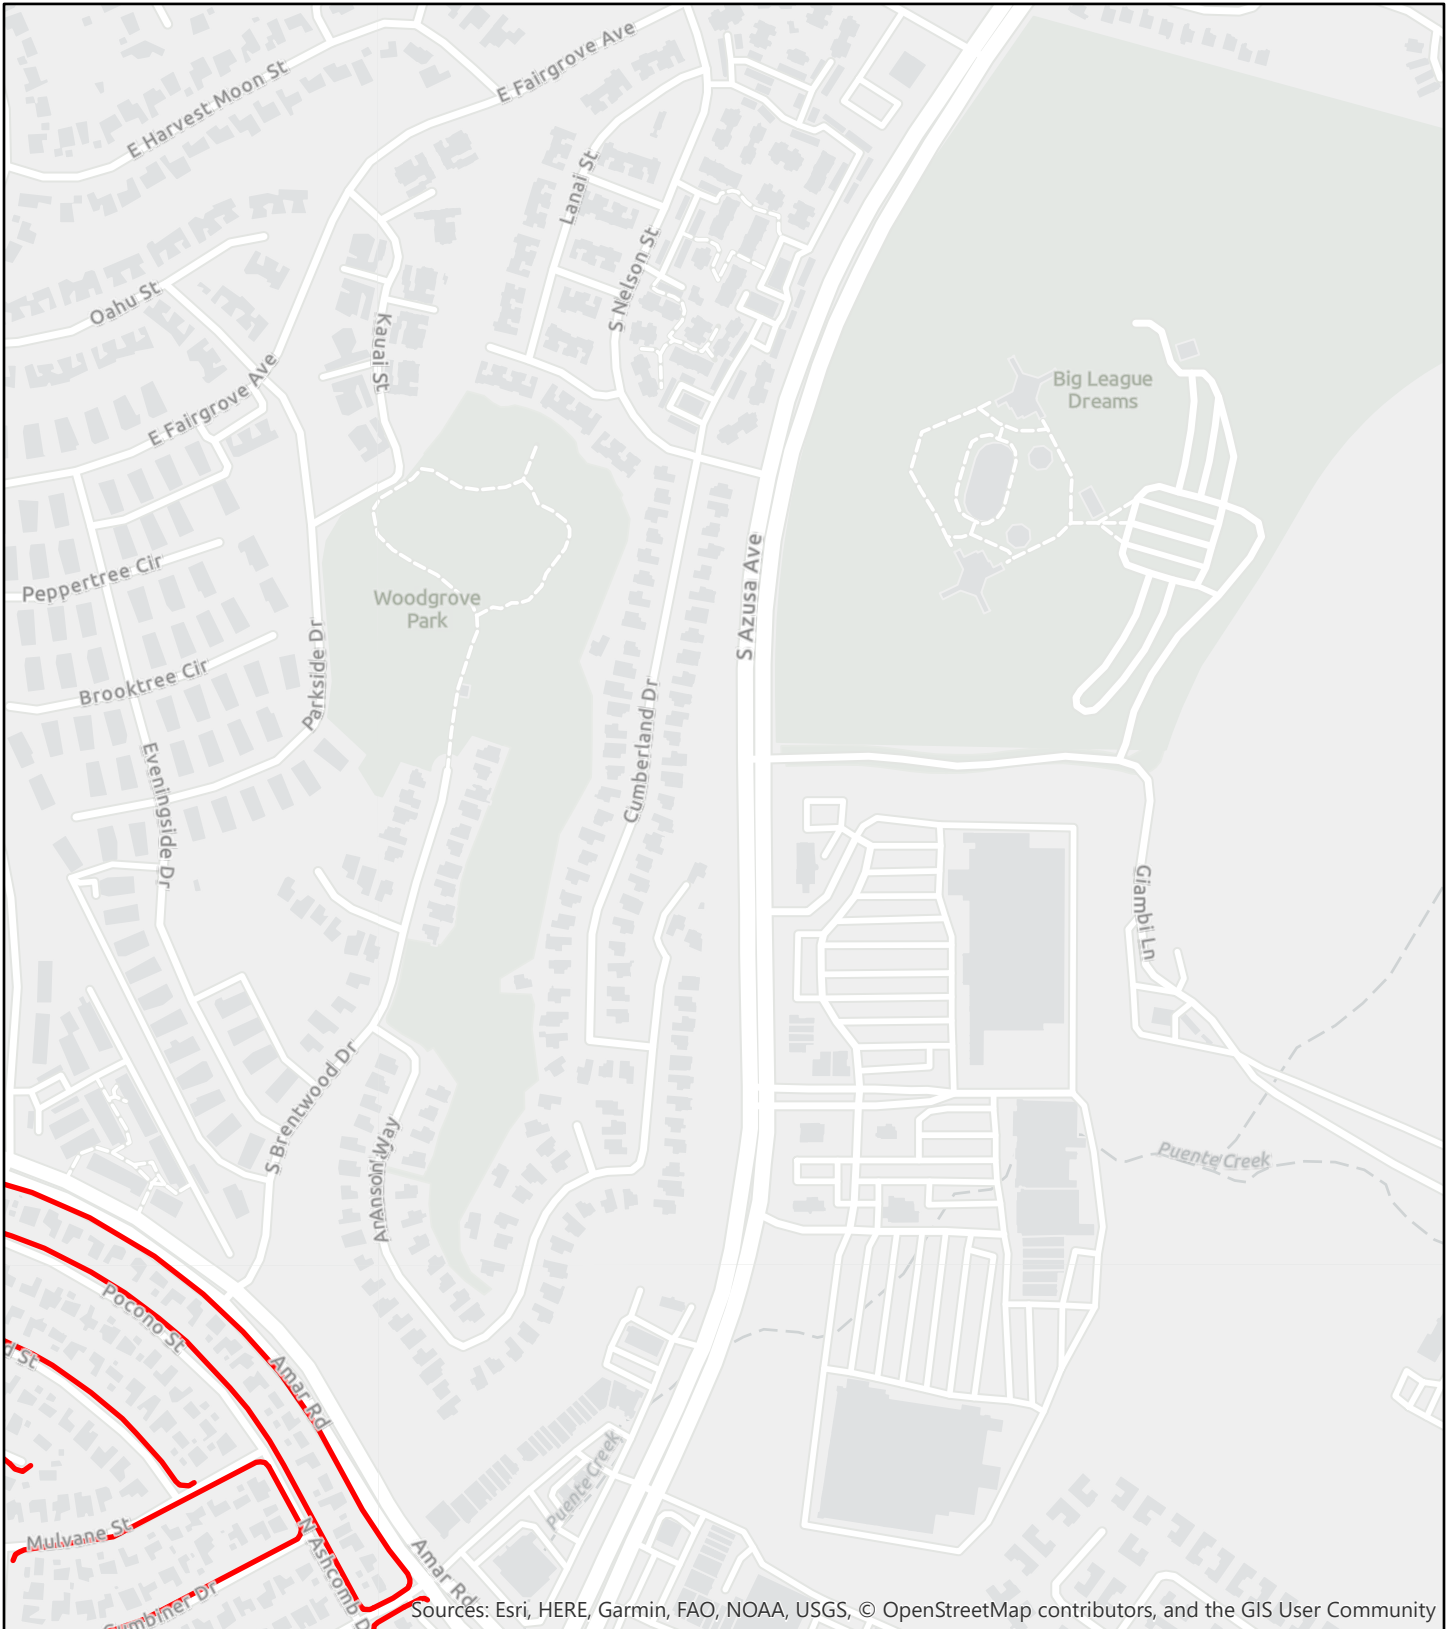 E Fairgrove Ave
E Harvest Moon St
Lanai St
S Nelson St
Oahu St
Kauai St
E Fairgrove Ave
Big League
Dreams
Peppertree Cir
Woodgrove
Park
S Azusa Ave
Parkside Dr
Brooktree Cir
Cumberland Dr
Eveningside Dr
Giambi Ln
S Brentwood Dr
Anson Way
Puente Creek
Pocono St
d St
Amar Rd
Puente Creek
Mulvane St
N Ashcomb D
Amar Rd
Cumbiner Dr
Sources: Esri, HERE, Garmin, FAO, NOAA, USGS, © OpenStreetMap contributors, and the GIS User Community